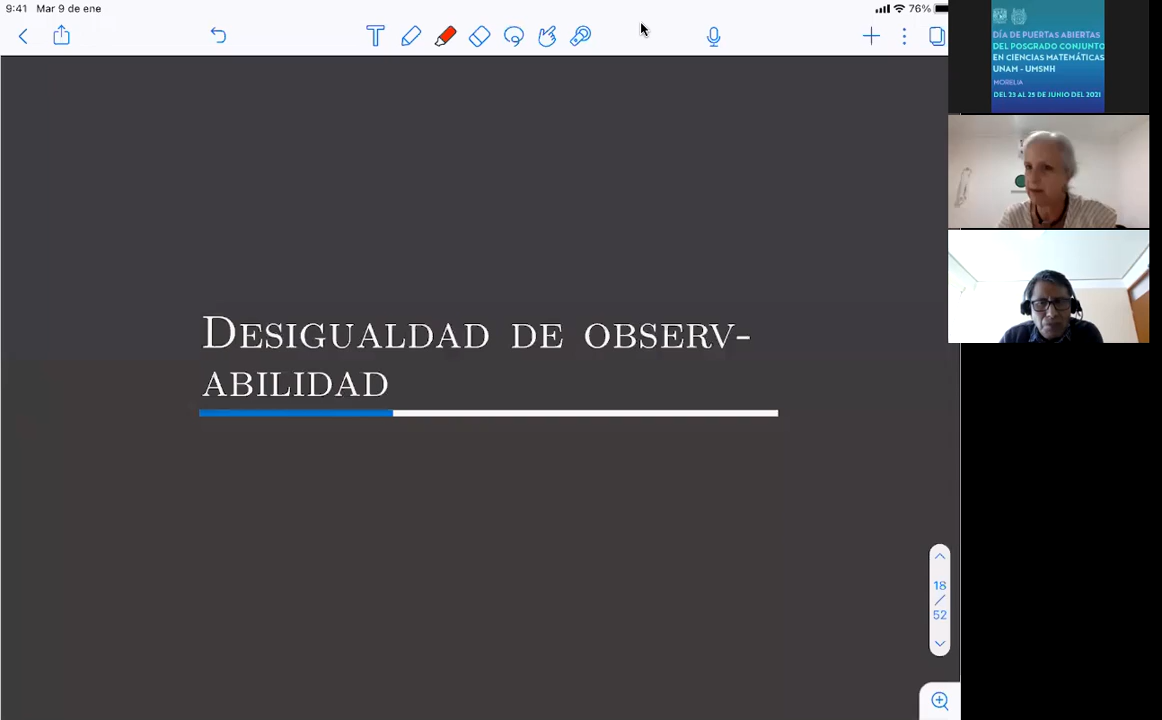 9:41 Mar 9 de ene
76%
T
DESIGUALDAD DE OBSERV-
ABILIDAD
18
/
52
DÍA DE PUERTAS ABIERTAS
DEL POSGRADO CONJUNTO
EN CIENCIAS MATEMÁTICAS
UNAM - UMSNH
MORELIA
DEL 23 AL 25 DE JUNIO DEL 2021